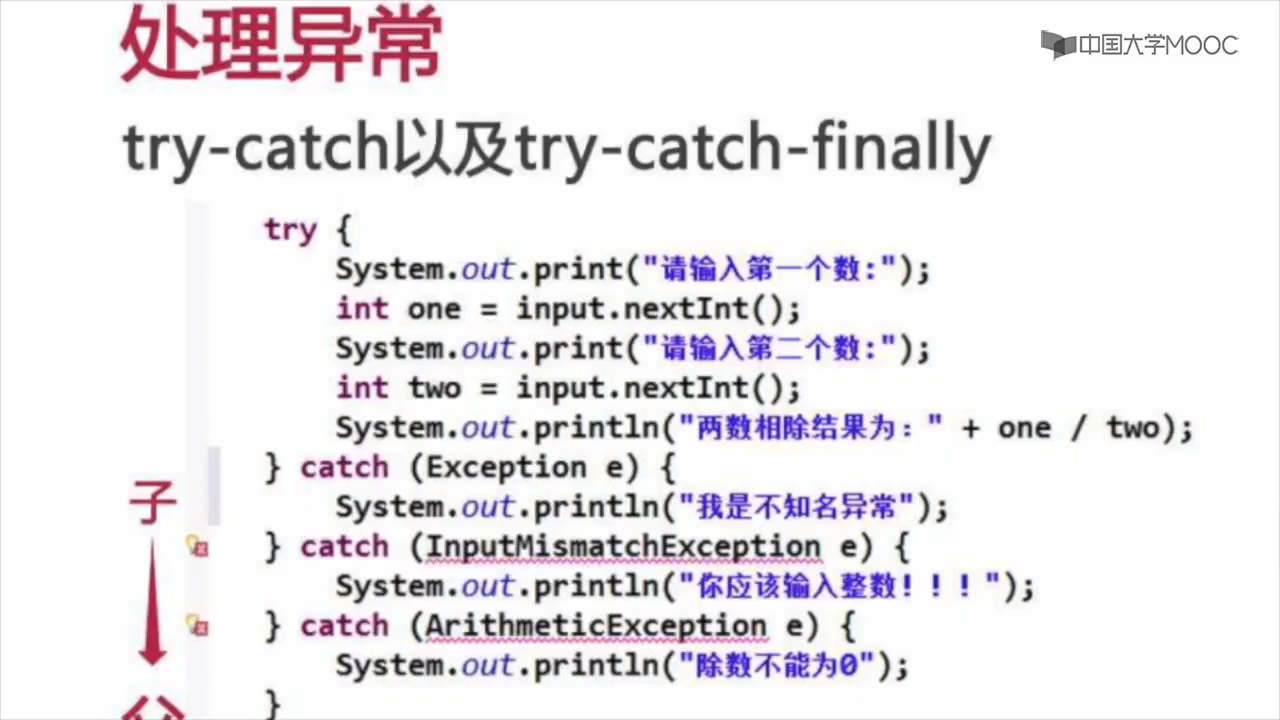 处理异常
中国大学MOOC
try-catch以及try-catch-finally
try {
System.out.print("请输入第一个数:");
int one = input.nextInt();
System.out.print("请输入第二个数:");
int two = input.nextInt();
System.out.println("两数相除结果为：" + one / two);
} catch (Exception e) {
System.out.println("我是不知名异常");
} catch (InputMismatchException e) {
System.out.println("你应该输入整数！！！");
} catch (ArithmeticException e) {
System.out.println("除数不能为0");
}
子
父